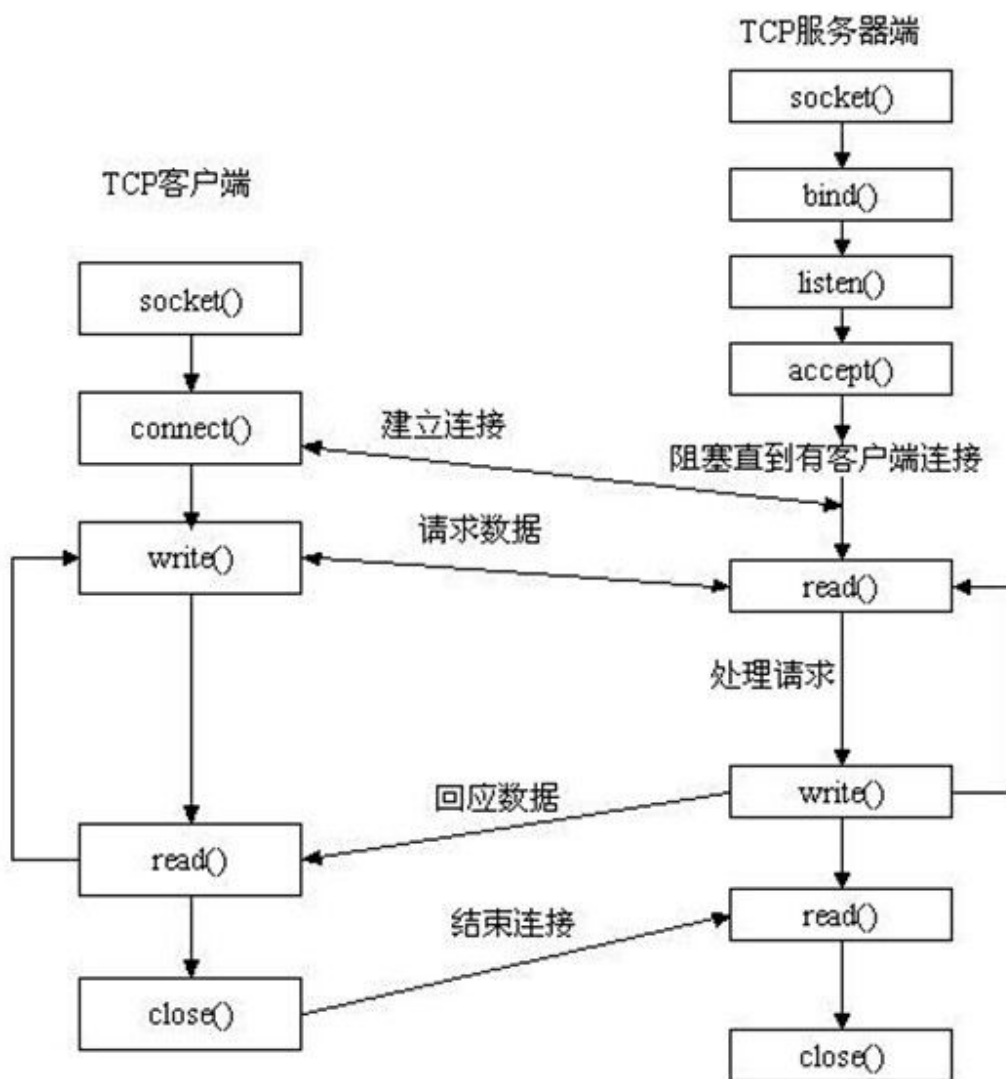 TCP服务器端
socket()
bind()
TCP客户端
listen()
socket()
accept()
connect()
建立连接
阻塞直到有客户端连接
请求数据
write()
read()
处理请求
回应数据
write()
read()
结束连接
read()
close()
close()